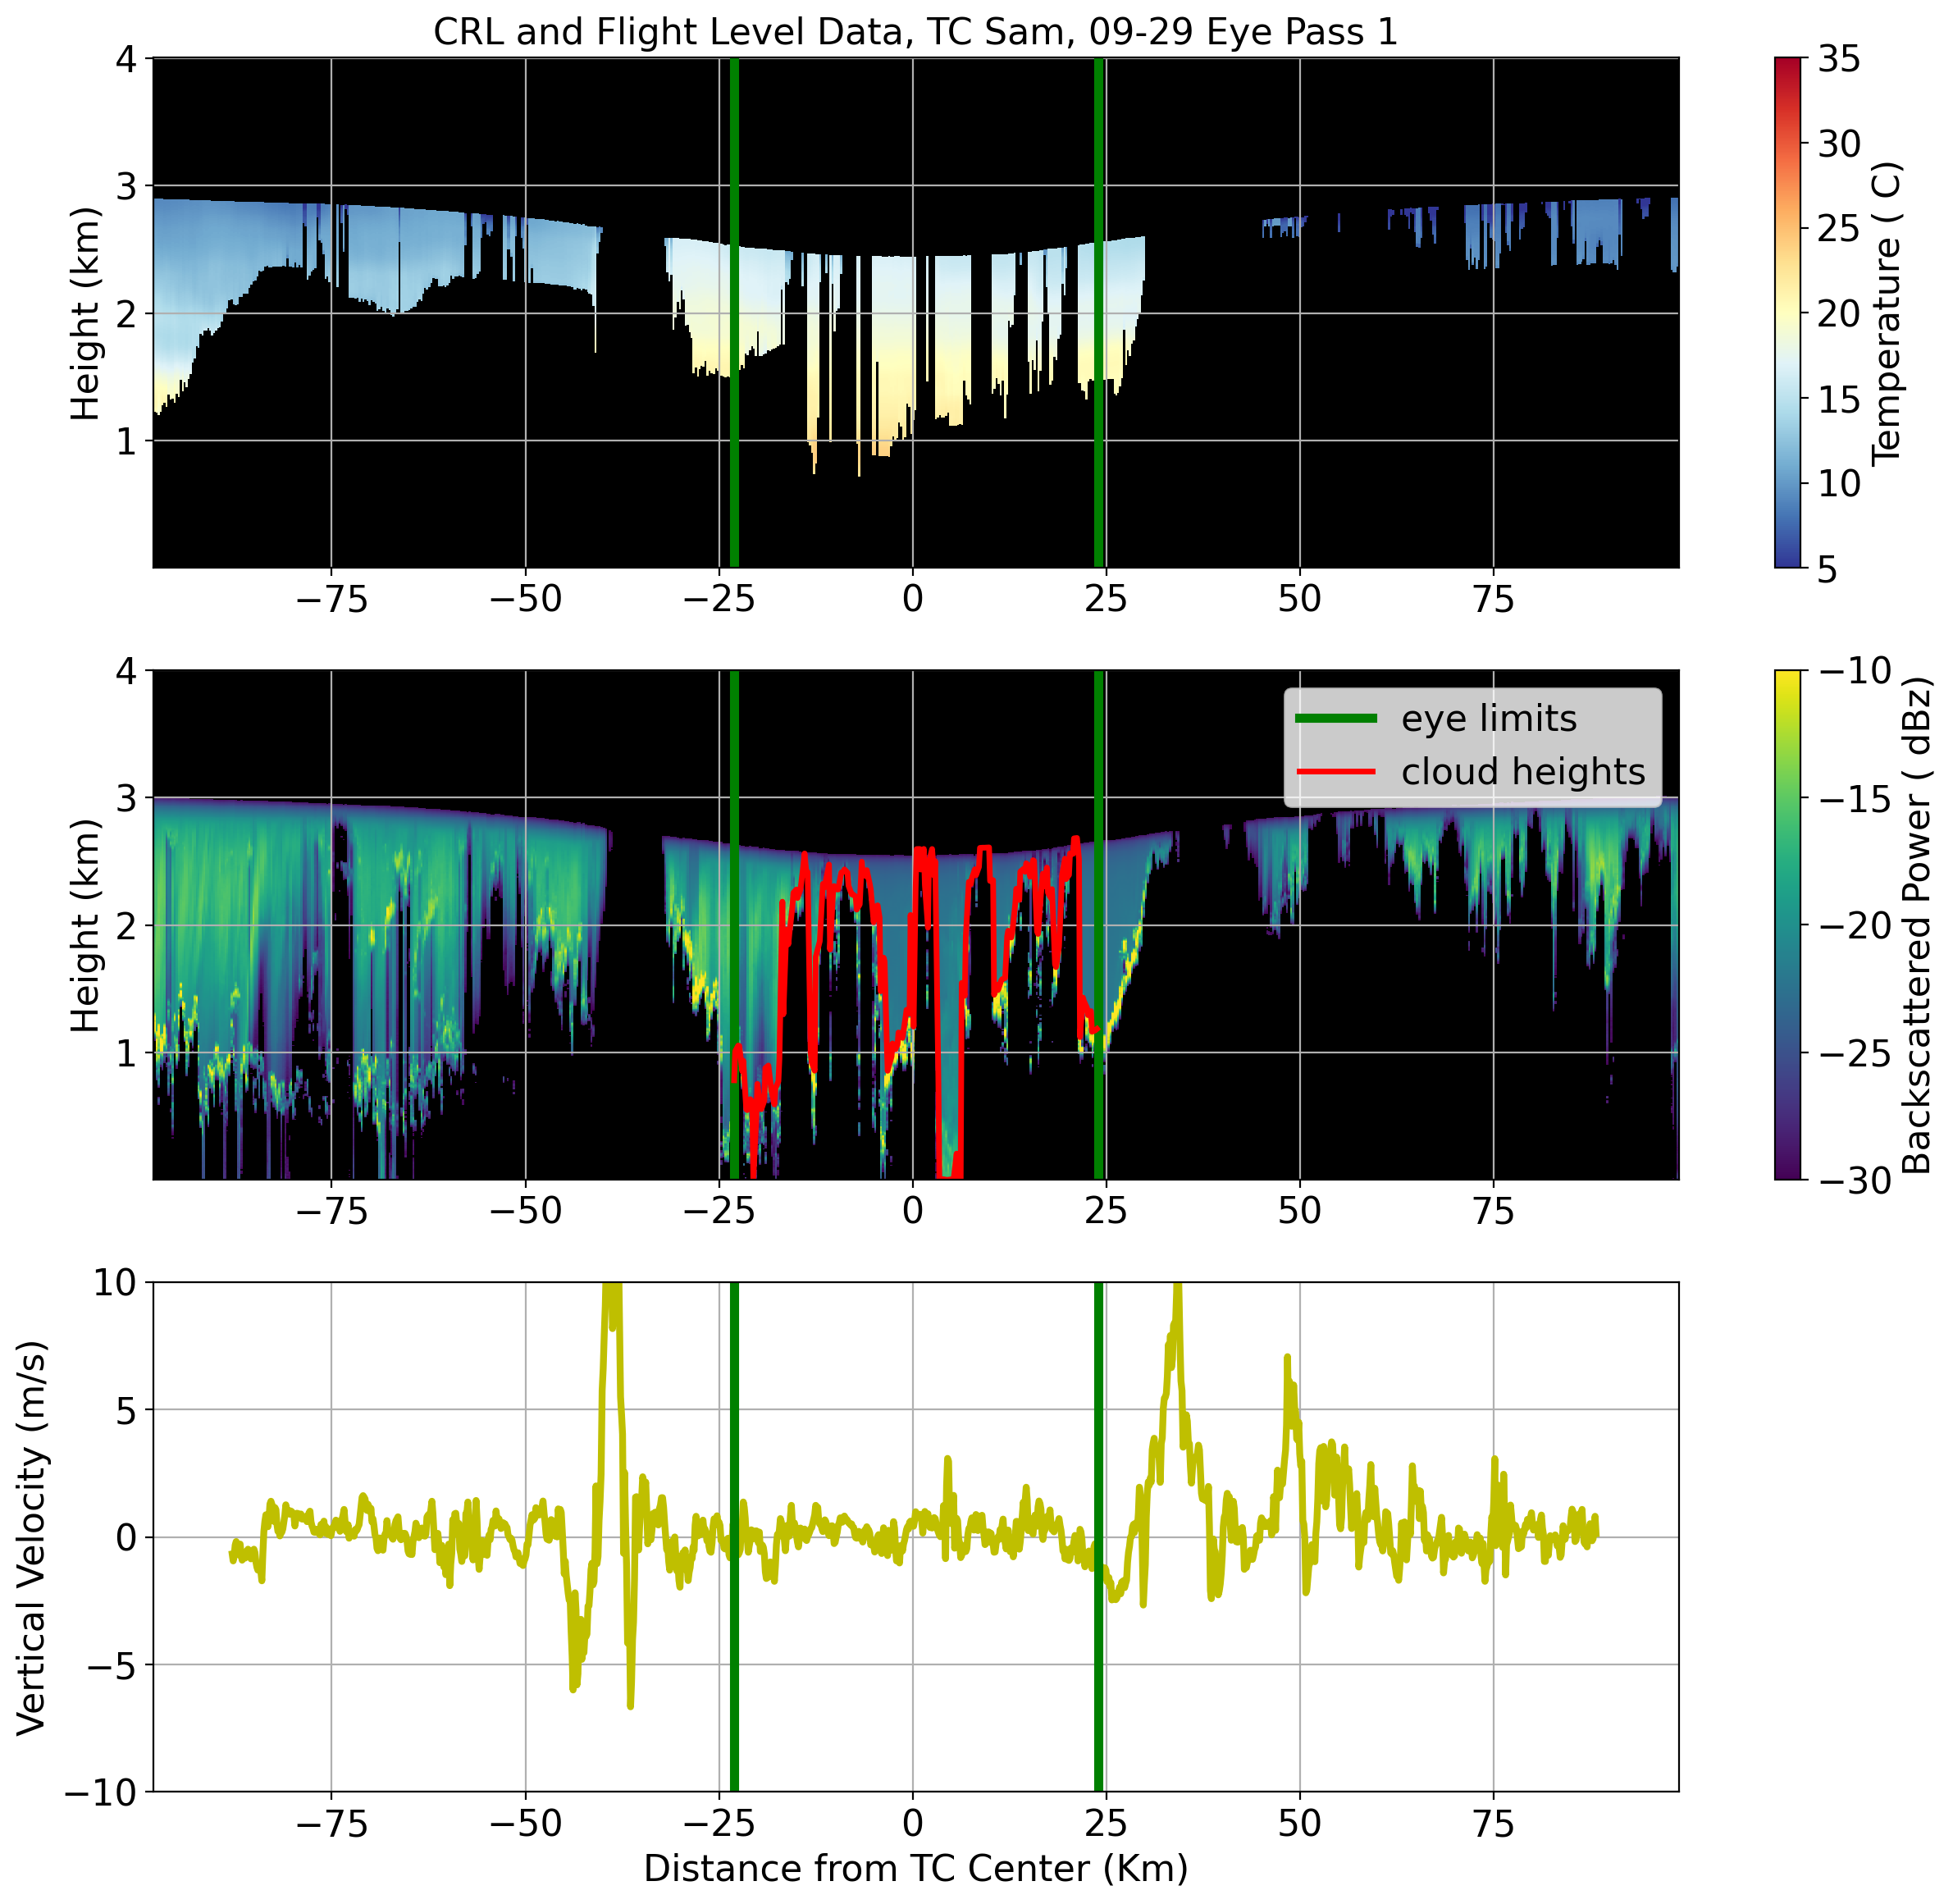 CRL and Flight Level Data, TC Sam, 09-29 Eye Pass 1
4
3
2
1
Height (km)
−75 −50 −25 0 25 50 75
35
30
25
20
15
10
5
Temperature ( C)
4
3
2
1
Height (km)
eye limits
cloud heights
−75 −50 −25 0 25 50 75
−10
−15
−20
−25
−30
Backscattered Power ( dBz)
10
5
0
−5
−10
Vertical Velocity (m/s)
−75 −50 −25 0 25 50 75
Distance from TC Center (Km)